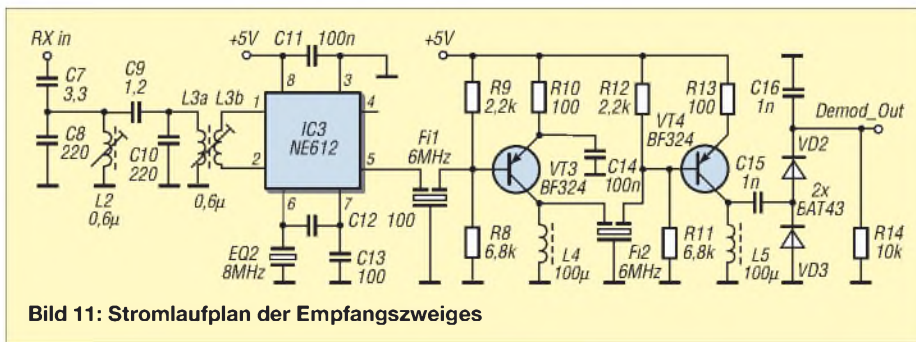 RX in
C7
3,3
C8
220
C9
1,2
L2
0,6µ
C10
220
L3a
L3b
0,6µ
+5V
C11
100n
8
3
1
4
IC3
NE612
2
5
6
7
C12
EQ2
8MHz
C13
100
Fi1
6MHz
100
+5V
R9
2,2k
R10
100
R8
6,8k
VT3
BF324
C14
100n
L4
100µ
R12
2,2k
Fi2
6MHz
VT4
BF324
R13
100
R11
6,8k
L5
100µ
C15
1n
C16
1n
Demod_Out
VD2
2x
BAT43
VD3
R14
10k
Bild 11: Stromlaufplan der Empfangszweiges